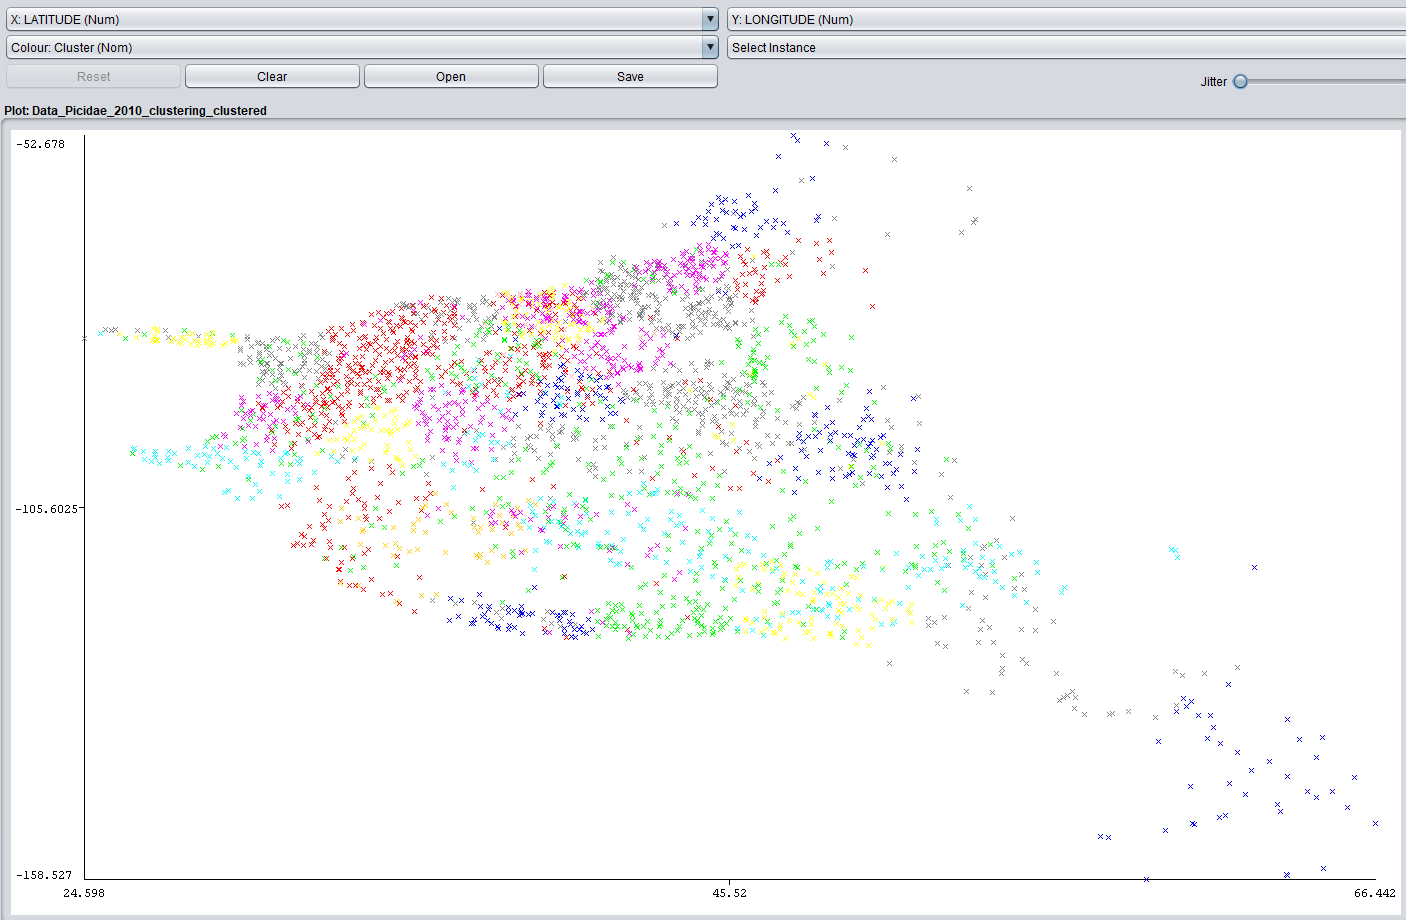 X: LATITUDE (Num) Y: LONGITUDE (Num)
Colour: Cluster (Nom) Select Instance
Reset Clear Open Save Jitter
Plot: Data_Picidae_2010_clustering_clustered
-52.678
-105.6025
-158.527
24.598 45.52 66.442